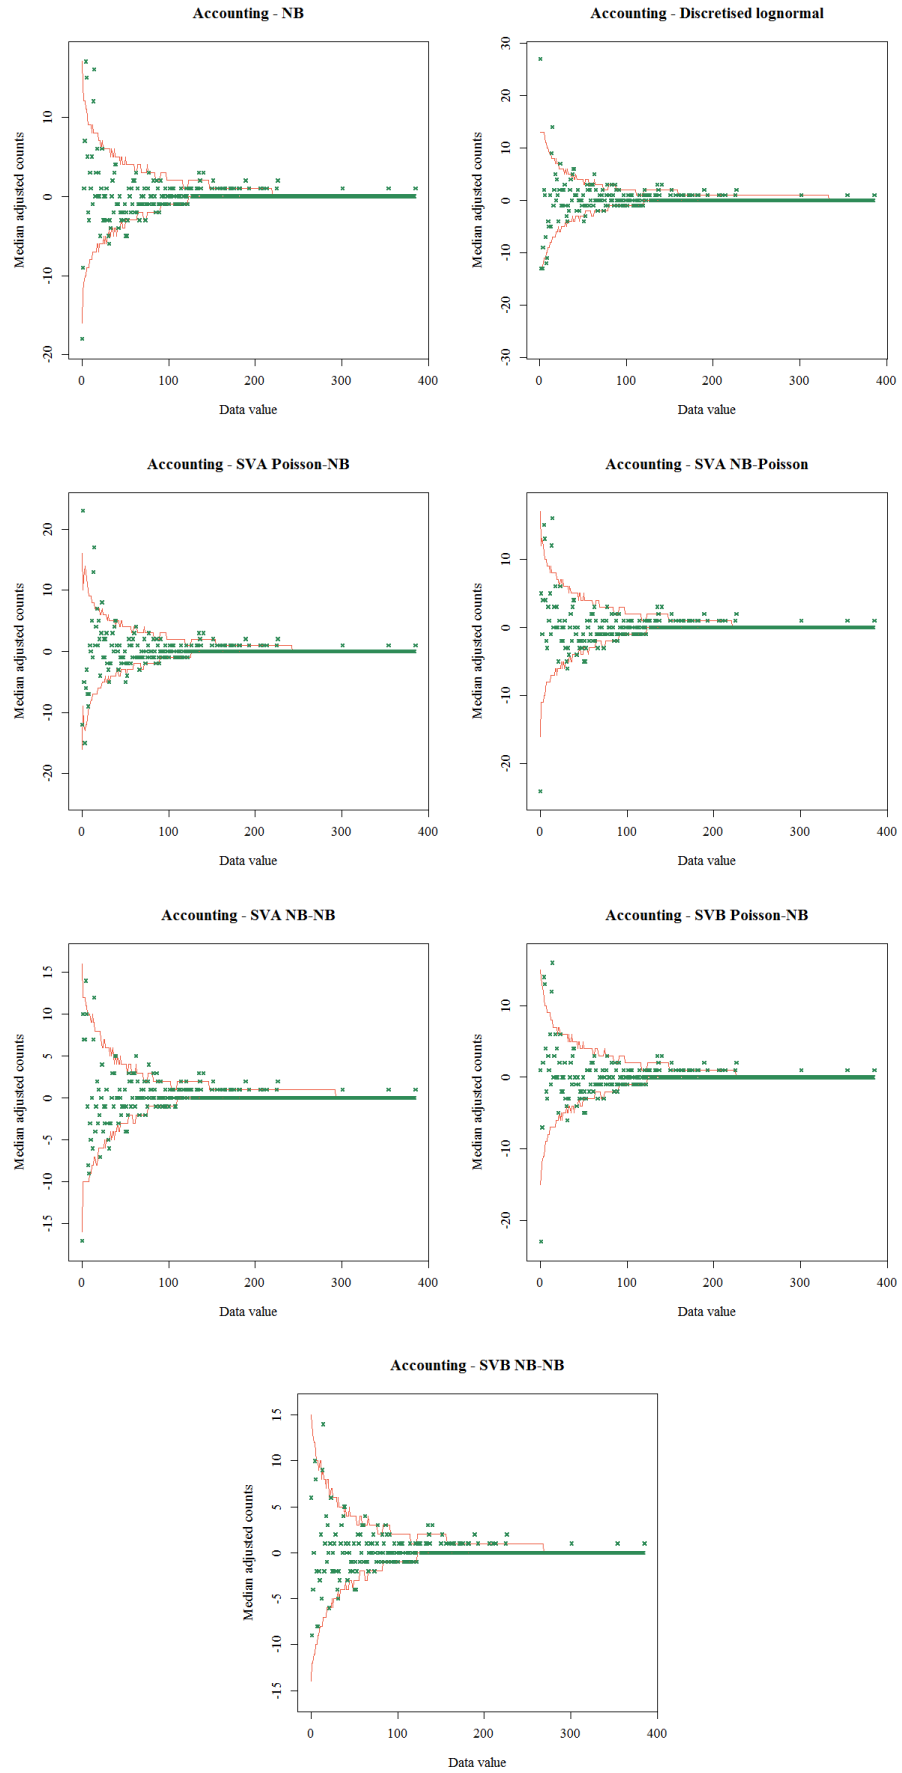 Accounting - NB
Median adjusted counts
10
0
-10
-20
0 100 200 300 400
Data value
Accounting - Discretised lognormal
Median adjusted counts
30
20
10
0
-10
-20
-30
0 100 200 300 400
Data value
Accounting - SVA Poisson-NB
Median adjusted counts
20
10
0
-10
-20
0 100 200 300 400
Data value
Accounting - SVA NB-Poisson
Median adjusted counts
10
0
-10
-20
0 100 200 300 400
Data value
Accounting - SVA NB-NB
Median adjusted counts
15
10
5
0
-5
-10
-15
0 100 200 300 400
Data value
Accounting - SVB Poisson-NB
Median adjusted counts
10
0
-10
-20
0 100 200 300 400
Data value
Accounting - SVB NB-NB
Median adjusted counts
15
10
5
0
-5
-10
-15
0 100 200 300 400
Data value